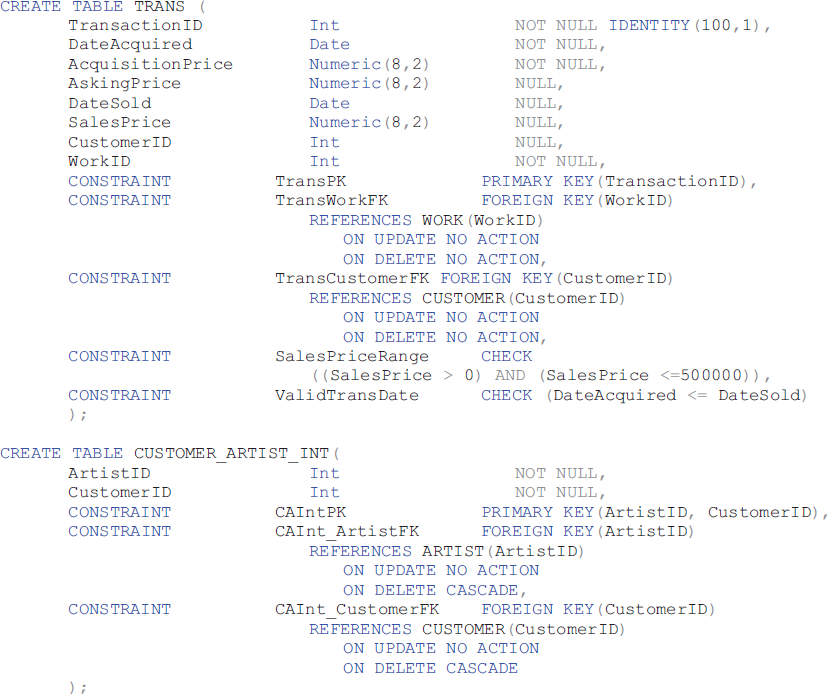 CREATE TABLE TRANS (
TransactionID Int NOT NULL IDENTITY(100,1),
DateAcquired Date NOT NULL,
AcquisitionPrice Numeric(8,2) NOT NULL,
AskingPrice Numeric(8,2) NULL,
DateSold Date NULL,
SalesPrice Numeric(8,2) NULL,
CustomerID Int NULL,
WorkID Int NOT NULL,
CONSTRAINT TransPK PRIMARY KEY(TransactionID),
CONSTRAINT TransWorkFK FOREIGN KEY(WorkID)
REFERENCES WORK(WorkID)
ON UPDATE NO ACTION
ON DELETE NO ACTION,
CONSTRAINT TransCustomerFK FOREIGN KEY(CustomerID)
REFERENCES CUSTOMER(CustomerID)
ON UPDATE NO ACTION
ON DELETE NO ACTION,
CONSTRAINT SalesPriceRange CHECK
((SalesPrice > 0) AND (SalesPrice <=500000)),
CONSTRAINT ValidTransDate CHECK (DateAcquired <= DateSold)
);
CREATE TABLE CUSTOMER_ARTIST_INT(
ArtistID Int NOT NULL,
CustomerID Int NOT NULL,
CONSTRAINT CAIntPK PRIMARY KEY(ArtistID, CustomerID),
CONSTRAINT CAInt_ArtistFK FOREIGN KEY(ArtistID)
REFERENCES ARTIST(ArtistID)
ON UPDATE NO ACTION
ON DELETE CASCADE,
CONSTRAINT CAInt_CustomerFK FOREIGN KEY(CustomerID)
REFERENCES CUSTOMER(CustomerID)
ON UPDATE NO ACTION
ON DELETE CASCADE
);